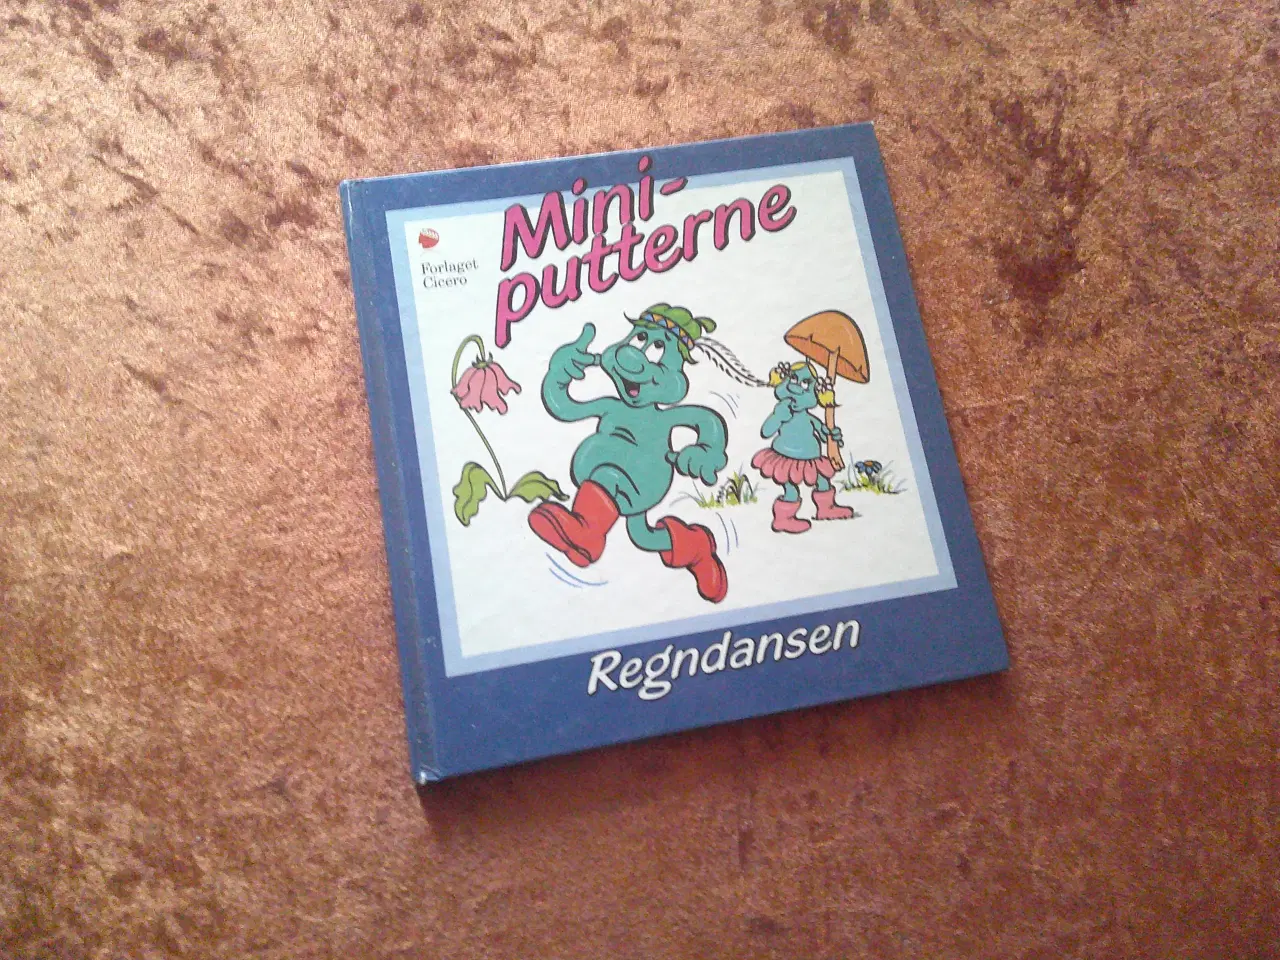 Mini-
putterne
Forlaget
Cicero
Regndansen